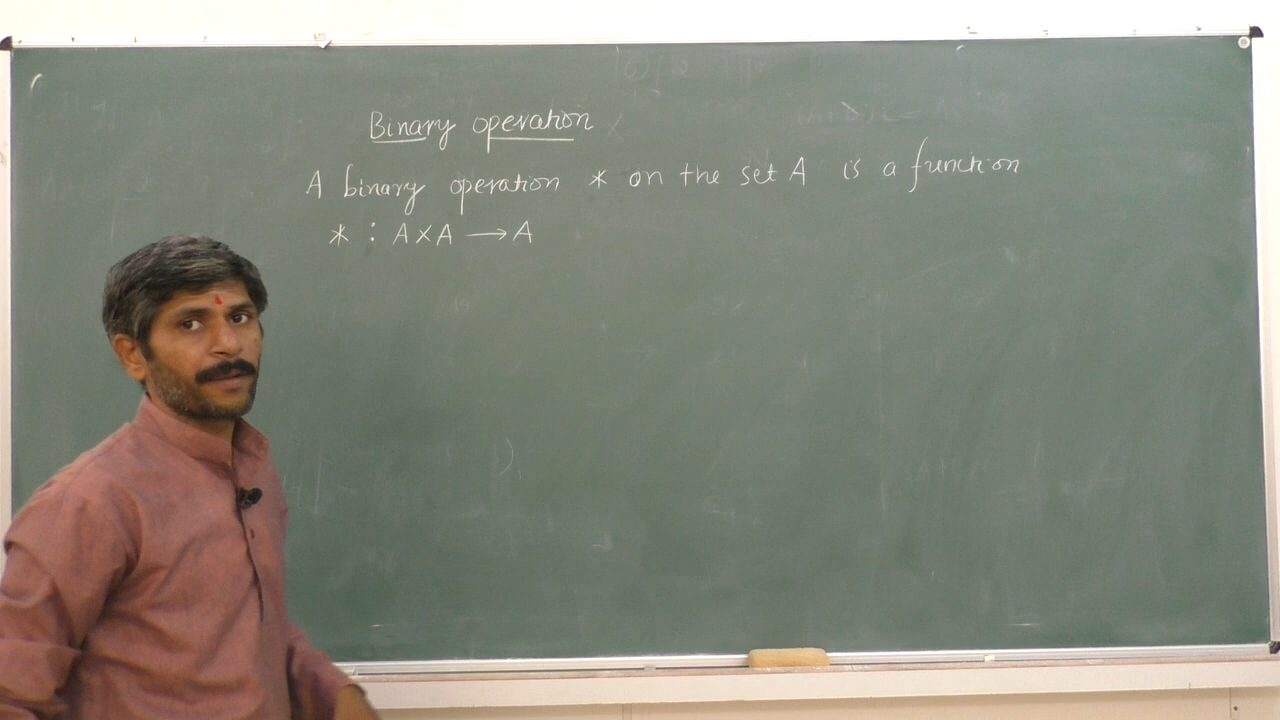 Binary operation
A binary operation * on the set A is a function
* : A×A ⟶ A